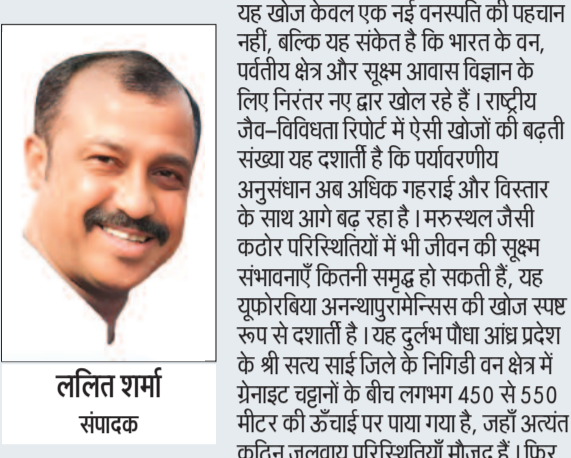 यह खोज केवल एक नई वनस्पति की पहचान
नहीं, बल्कि यह संकेत है कि भारत के वन,
पर्वतीय क्षेत्र और सूक्ष्म आवास विज्ञान के
लिए निरंतर नए द्वार खोल रहे हैं। राष्ट्रीय
जैव–विविधता रिपोर्ट में ऐसी खोजों की बढ़ती
संख्या यह दर्शाती है कि पर्यावरणीय
अनुसंधान अब अधिक गहराई और विस्तार
के साथ आगे बढ़ रहा है। मरुस्थल जैसी
कठोर परिस्थितियों में भी जीवन की सूक्ष्म
संभावनाएँ कितनी समृद्ध हो सकती हैं, यह
यूफोरबिया अनन्थापुरामेन्सिस की खोज स्पष्ट
रूप से दर्शाती है। यह दुर्लभ पौधा आंध्र प्रदेश
के श्री सत्य साई जिले के निगिडी वन क्षेत्र में
ग्रेनाइट चट्टानों के बीच लगभग 450 से 550
मीटर की ऊँचाई पर पाया गया है, जहाँ अत्यंत
कठिन जलवायु परिस्थितियाँ मौजूद हैं। फिर
ललित शर्मा
संपादक